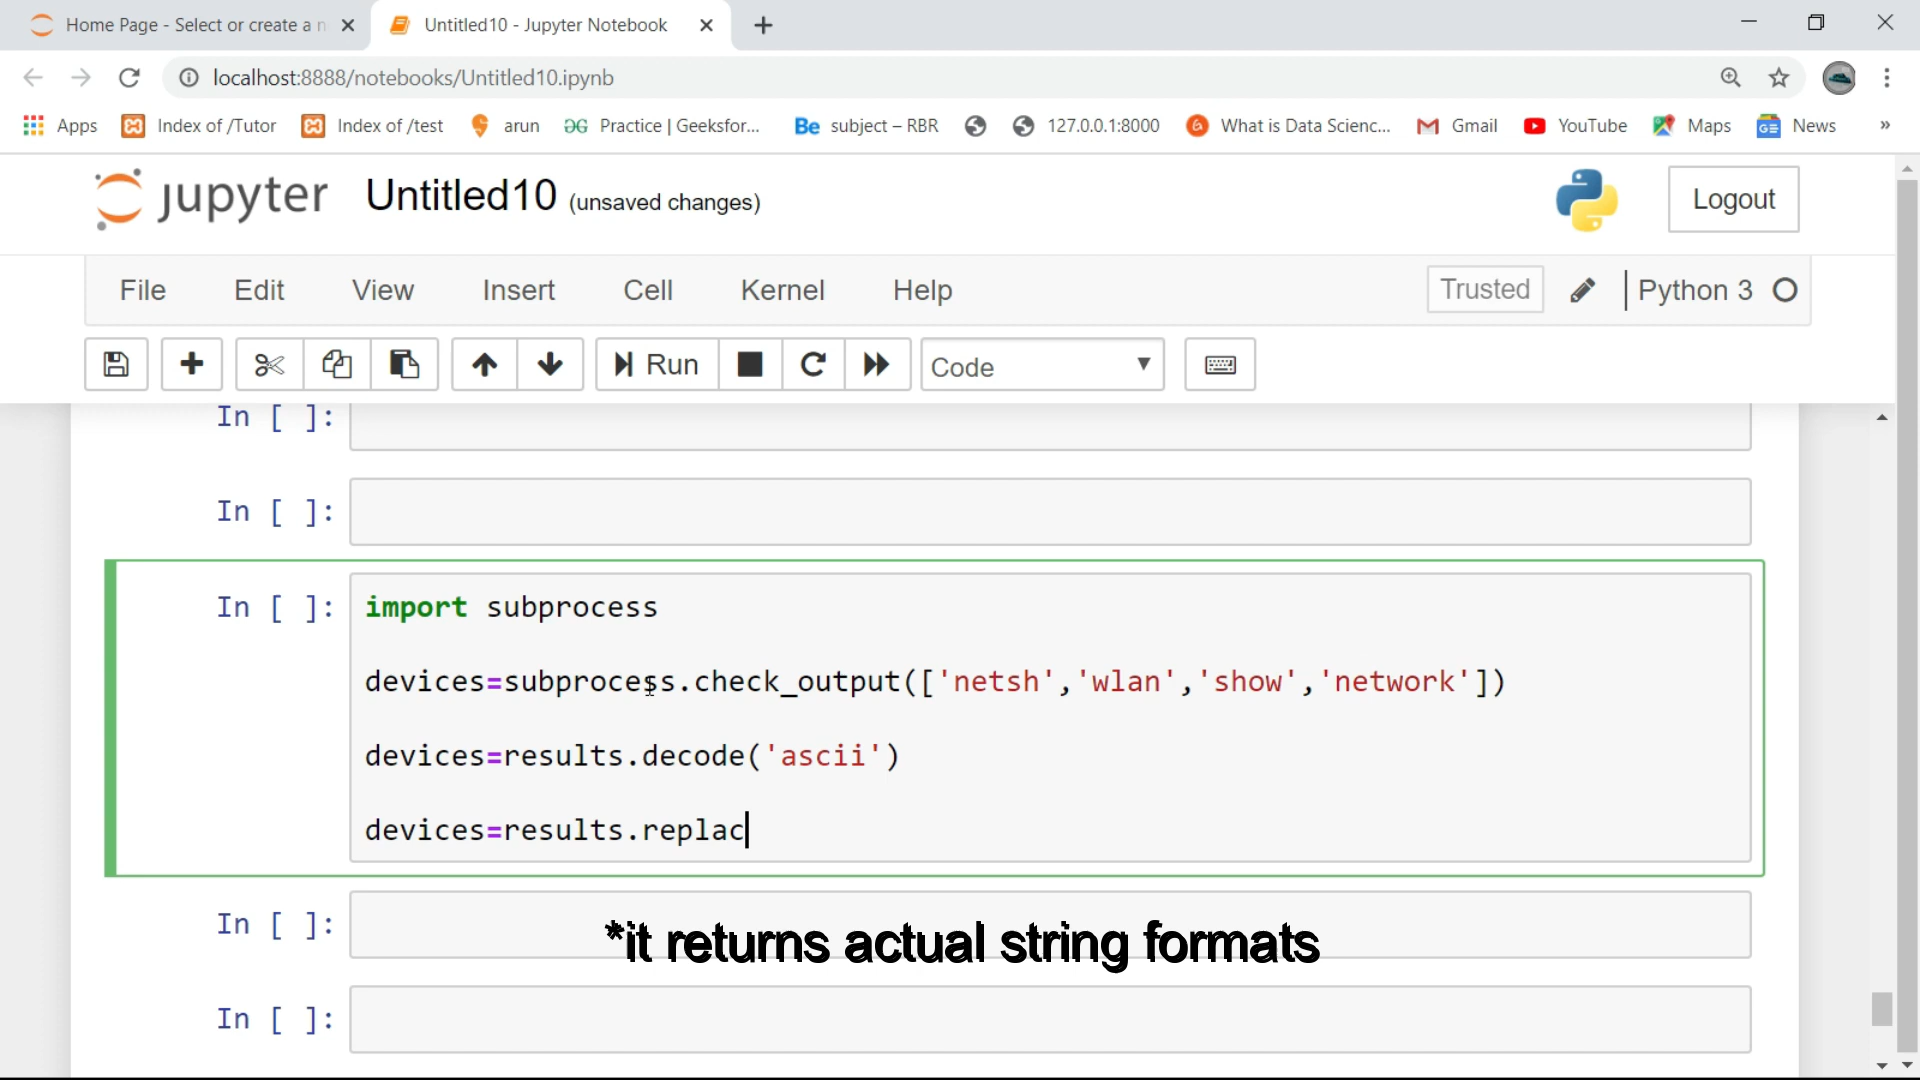 Home Page - Select or create a n
Untitled10 - Jupyter Notebook
localhost:8888/notebooks/Untitled10.ipynb
Apps
Index of /Tutor
Index of /test
arun
Practice | Geeksfor...
Be subject – RBR
127.0.0.1:8000
What is Data Scienc...
Gmail
YouTube
Maps
GE News
»
jupyter Untitled10 (unsaved changes)
Logout
File Edit View Insert Cell Kernel Help
Trusted
Python 3
Run
Code
In [ ]:
In [ ]:
In [ ]: import subprocess
devices=subprocess.check_output(['netsh','wlan','show','network'])
devices=results.decode('ascii')
devices=results.replac
In [ ]:
*it returns actual string formats
In [ ]: